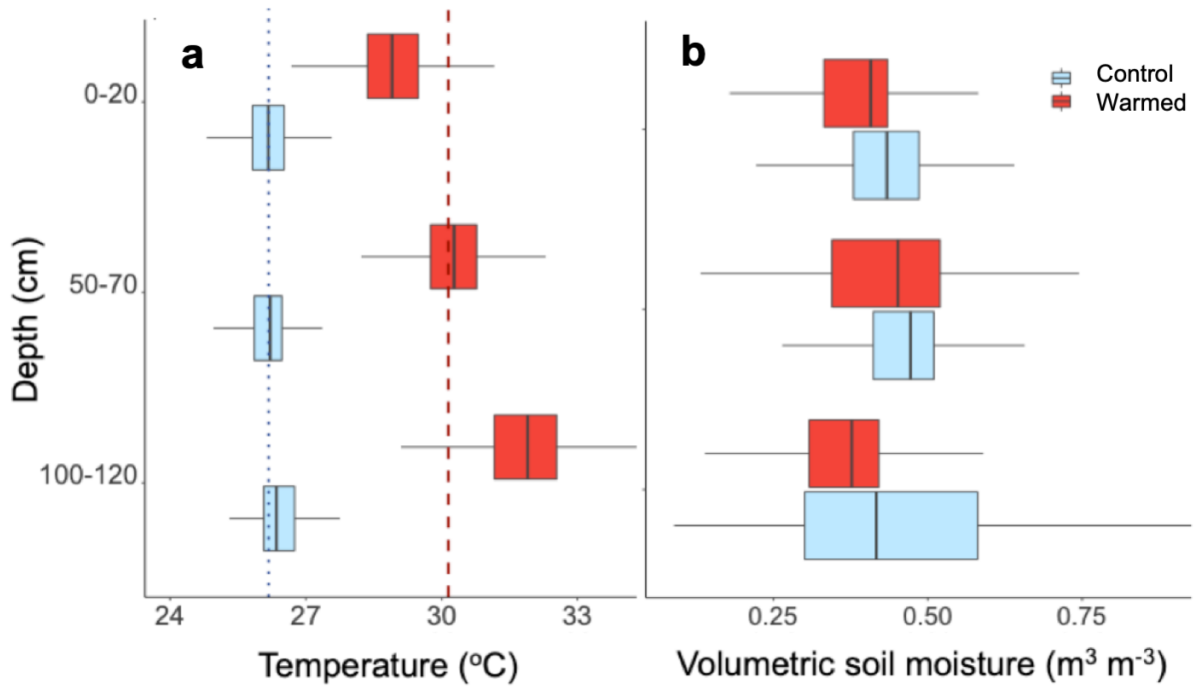 a
b
Control
Warmed
0-20
50-70
100-120
Depth (cm)
24 27 30 33
0.25 0.50 0.75
Temperature (ºC)
Volumetric soil moisture (m³ m⁻³)